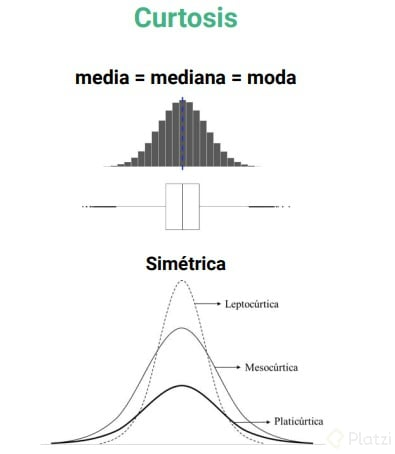 Curtosis
media = mediana = moda
Simétrica
Leptocúrtica
Mesocúrtica
Platicúrtica
Platzi